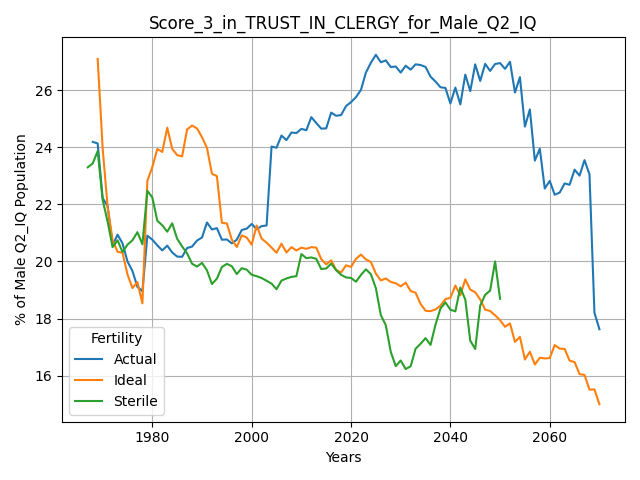 Score_3_in_TRUST_IN_CLERGY_for_Male_Q2_IQ
% of Male Q2_IQ Population
26
24
22
20
18
16
Fertility
Actual
Ideal
Sterile
1980
2000
2020
2040
2060
Years